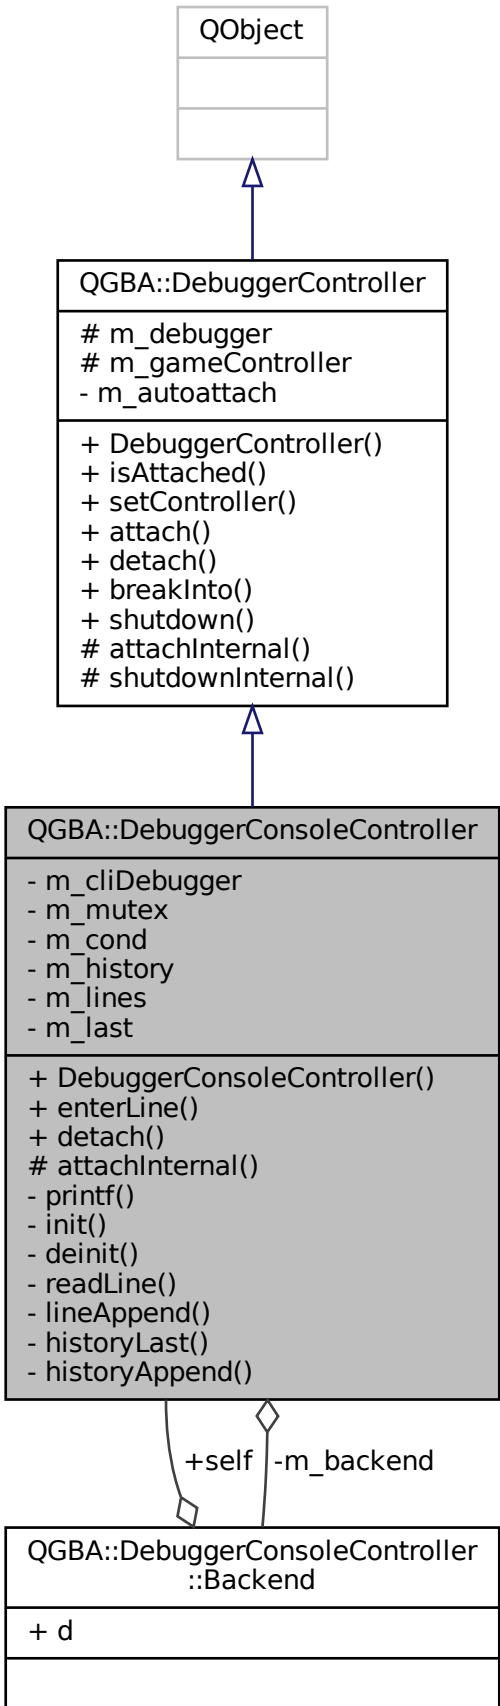 QObject
QGBA::DebuggerController
# m_debugger
# m_gameController
- m_autoattach
+ DebuggerController()
+ isAttached()
+ setController()
+ attach()
+ detach()
+ breakInto()
+ shutdown()
# attachInternal()
# shutdownInternal()
QGBA::DebuggerConsoleController
- m_cliDebugger
- m_mutex
- m_cond
- m_history
- m_lines
- m_last
+ DebuggerConsoleController()
+ enterLine()
+ detach()
# attachInternal()
- printf()
- init()
- deinit()
- readLine()
- lineAppend()
- historyLast()
- historyAppend()
+self -m_backend
QGBA::DebuggerConsoleController
::Backend
+ d